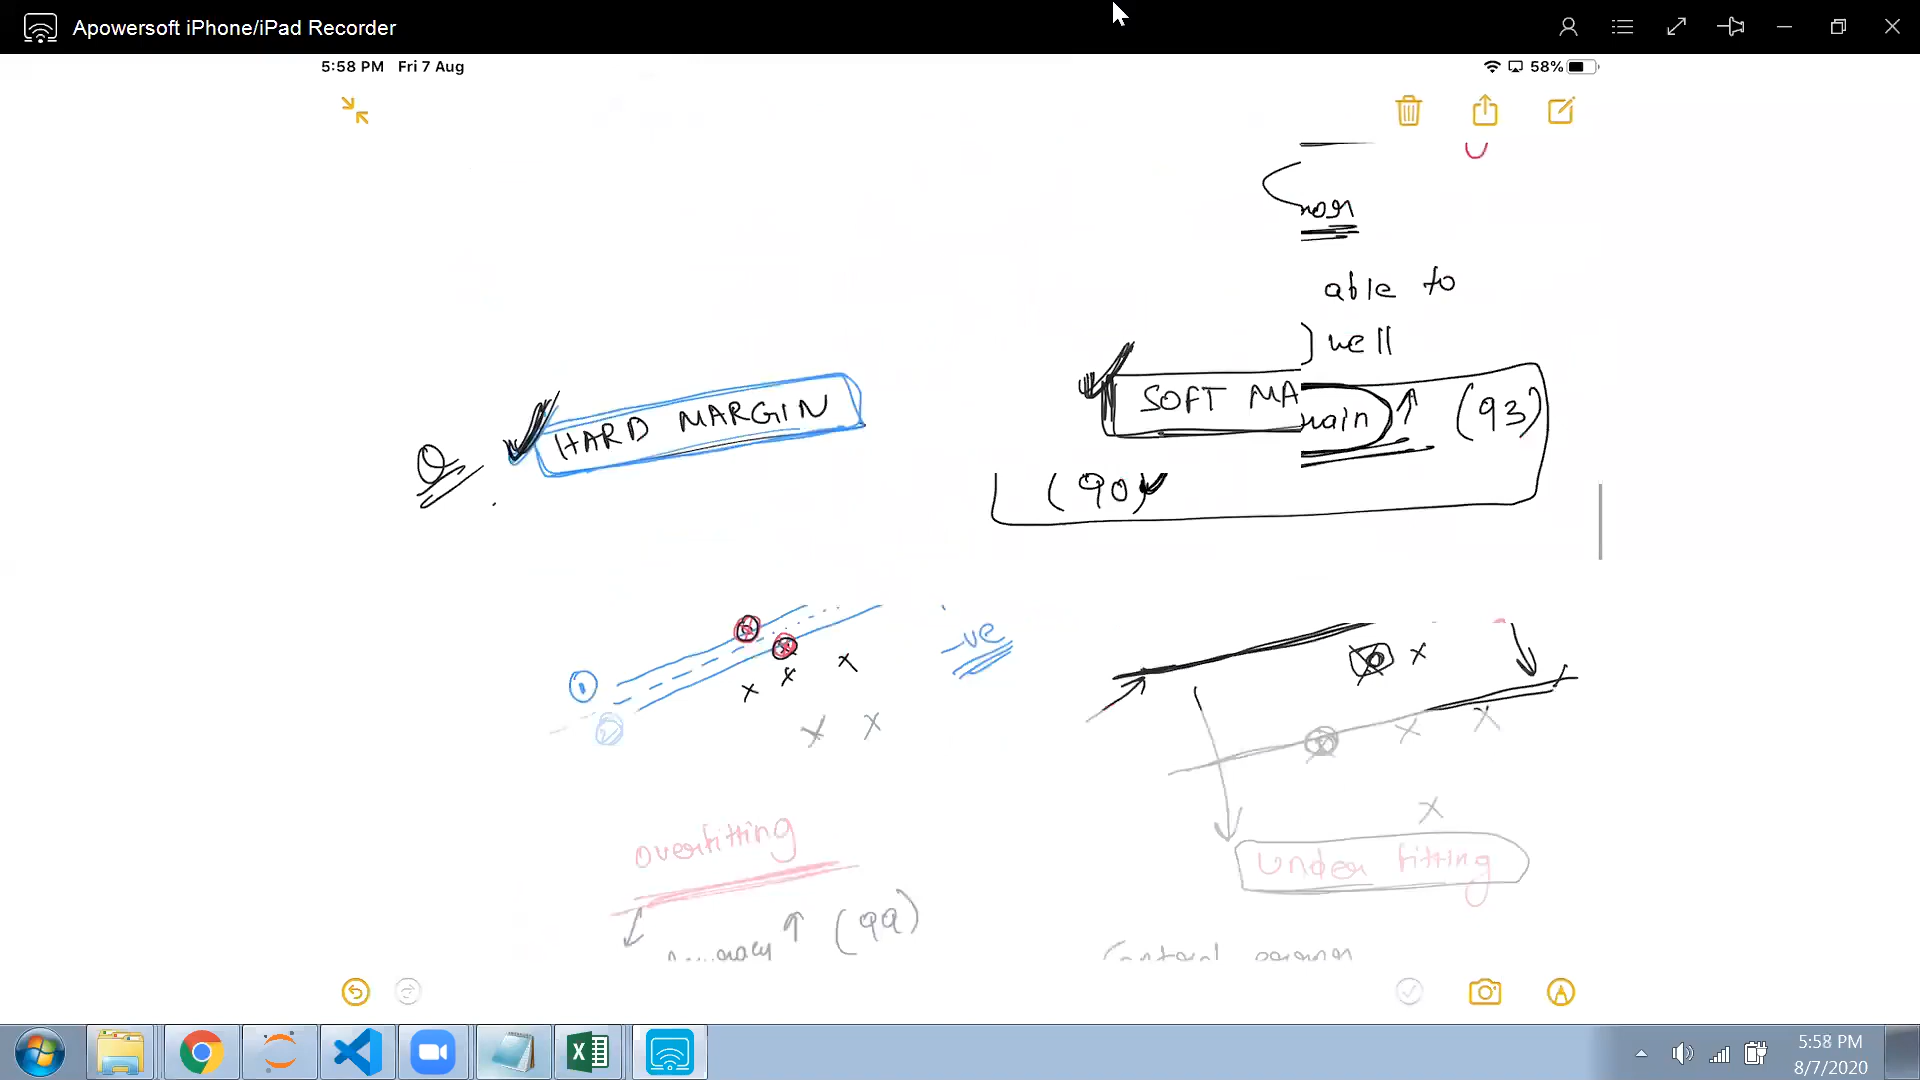 Apowersoft iPhone/iPad Recorder
5:58 PM Fri 7 Aug
58%
able to
well
HARD MARGIN
SOFT MA
(93)
(90)
-ve
overfitting
Under fitting
(99)
5:58 PM
8/7/2020